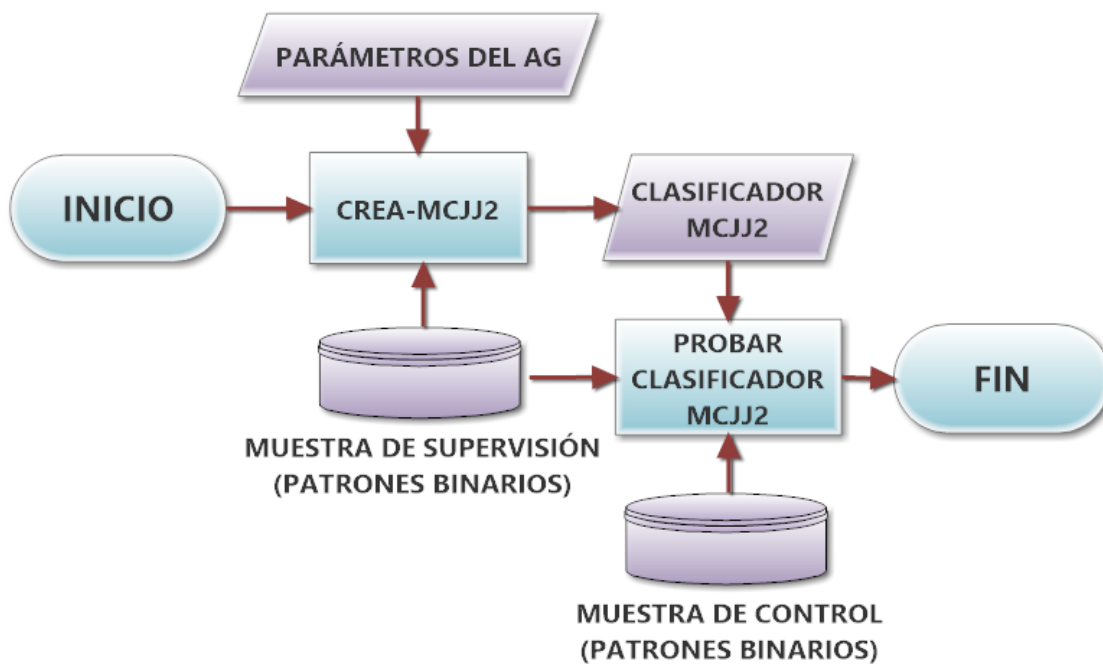 PARÁMETROS DEL AG
INICIO
CREA-MCJJ2
CLASIFICADOR
MCJJ2
PROBAR
CLASIFICADOR
MCJJ2
FIN
MUESTRA DE SUPERVISIÓN
(PATRONES BINARIOS)
MUESTRA DE CONTROL
(PATRONES BINARIOS)